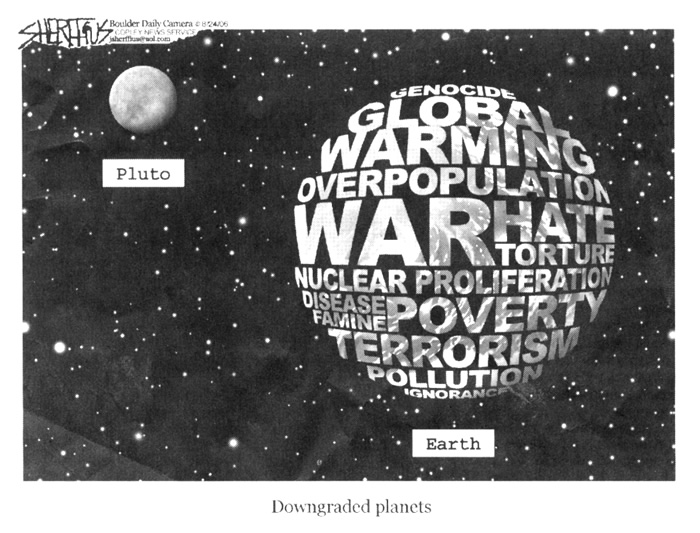 SHERFFIUS
Boulder Daily Camera © 8/24/06
COPLEY NEWS SERVICE
jsherffius@aol.com
Pluto
GENOCIDE
GLOBAL
WARMING
OVERPOPULATION
WAR HATE
TORTURE
NUCLEAR PROLIFERATION
DISEASE POVERTY
FAMINE
TERRORISM
POLLUTION
IGNORANCE
Earth
Downgraded planets